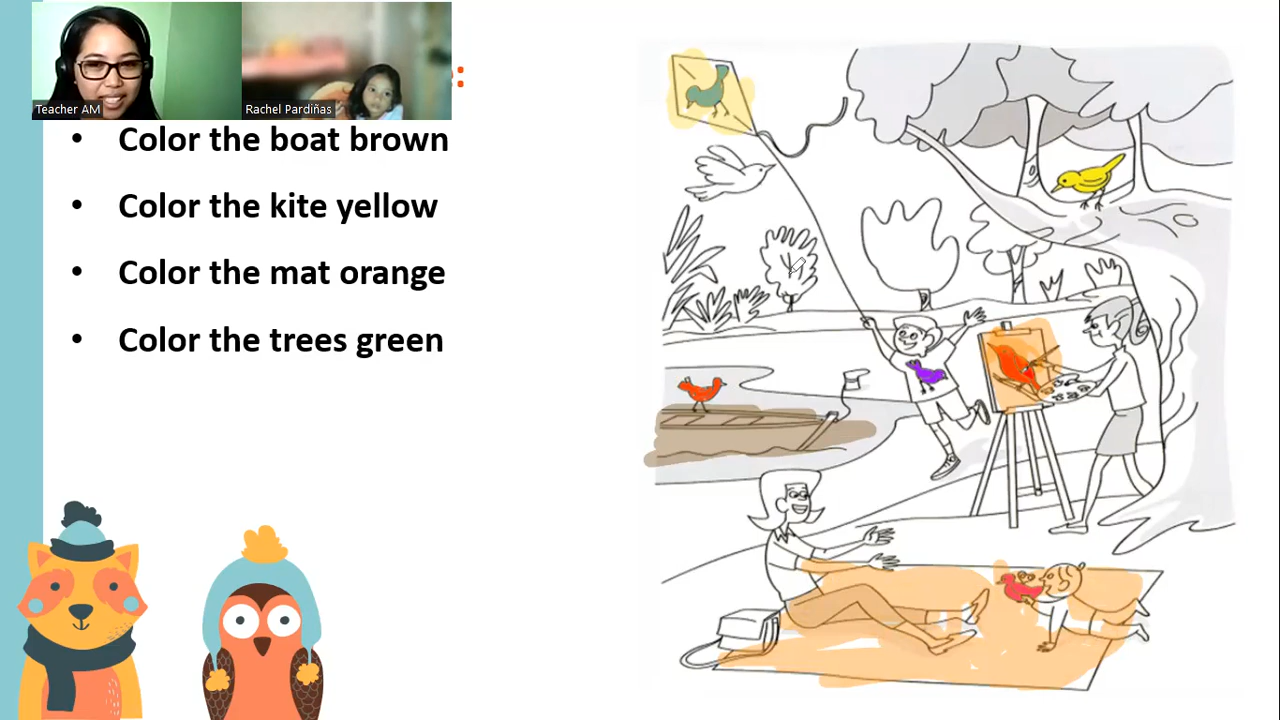 :
Teacher AM
Rachel Pardiñas
• Color the boat brown
• Color the kite yellow
• Color the mat orange
• Color the trees green